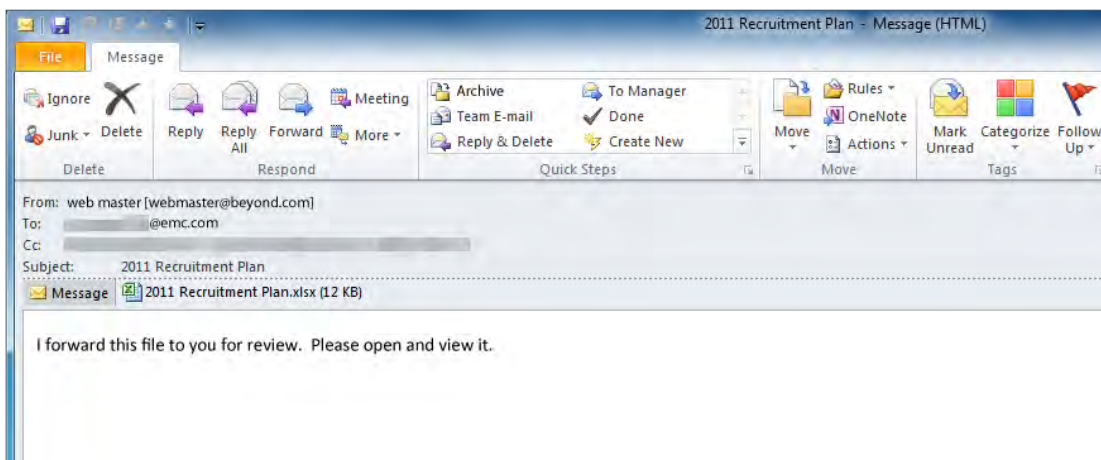 2011 Recruitment Plan - Message (HTML)
File Message
Ignore Delete Reply Reply All Forward Meeting Archive To Manager Move Rules Mark Unread Categorize Follow Up
Team E-mail Done OneNote
Junk More Reply & Delete Create New Actions
Delete Respond Quick Steps Move Tags
From: web master [webmaster@beyond.com]
To: @emc.com
Cc:
Subject: 2011 Recruitment Plan
Message 2011 Recruitment Plan.xlsx (12 KB)
I forward this file to you for review. Please open and view it.